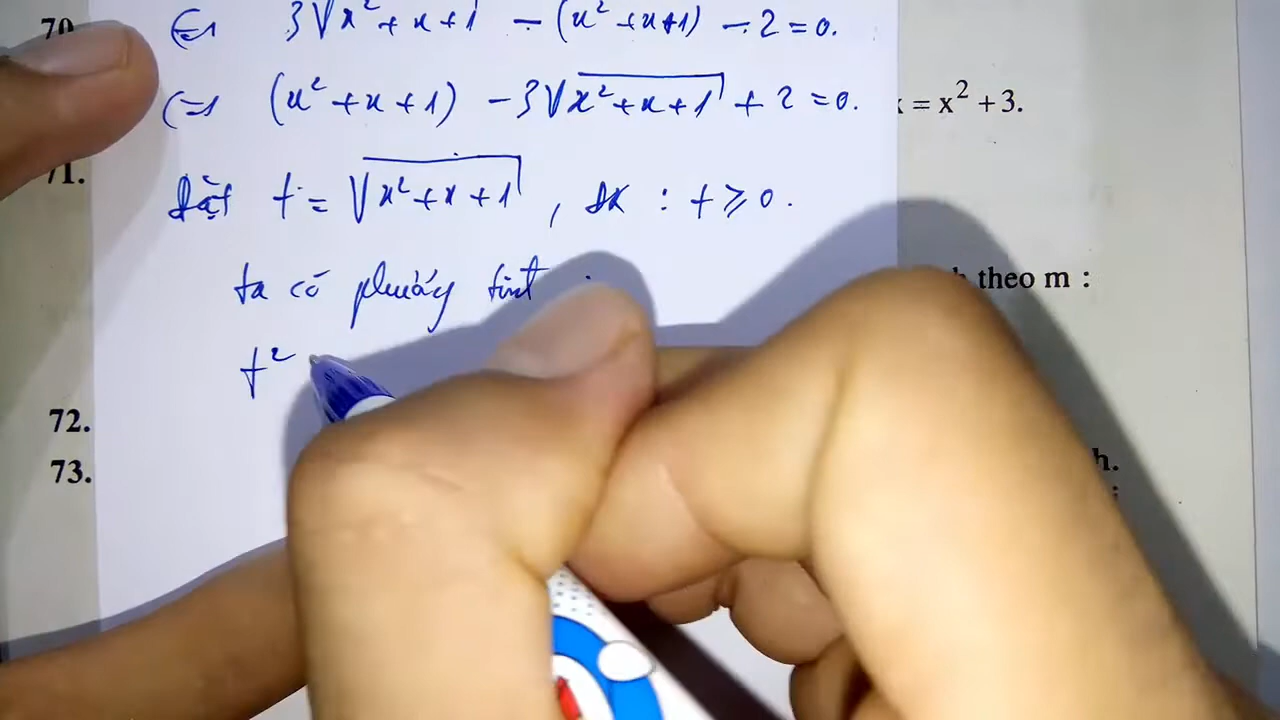 70.
⇔ 3√x²+x+1 - (x²+x+1) - 2 = 0.
⇔ (x²+x+1) - 3√x²+x+1 + 2 = 0.
= x² + 3.
71.
Đặt t = √x²+x+1 , đk : t ≥ 0.
ta có phương trình :
theo m :
t²
72.
73.
h.